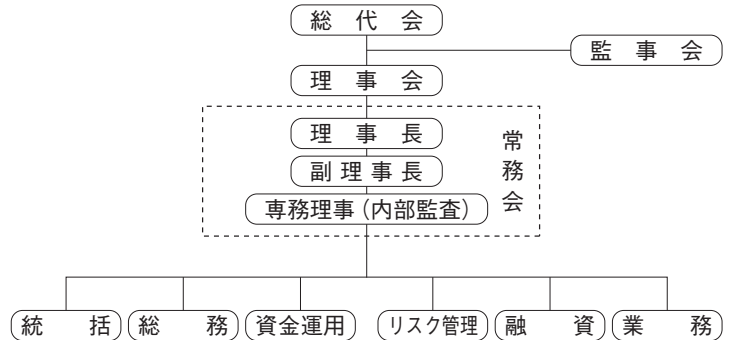 総代会
監事会
理事会
理事長
常務会
副理事長
専務理事（内部監査）
統括
総務
資金運用
リスク管理
融資
業務